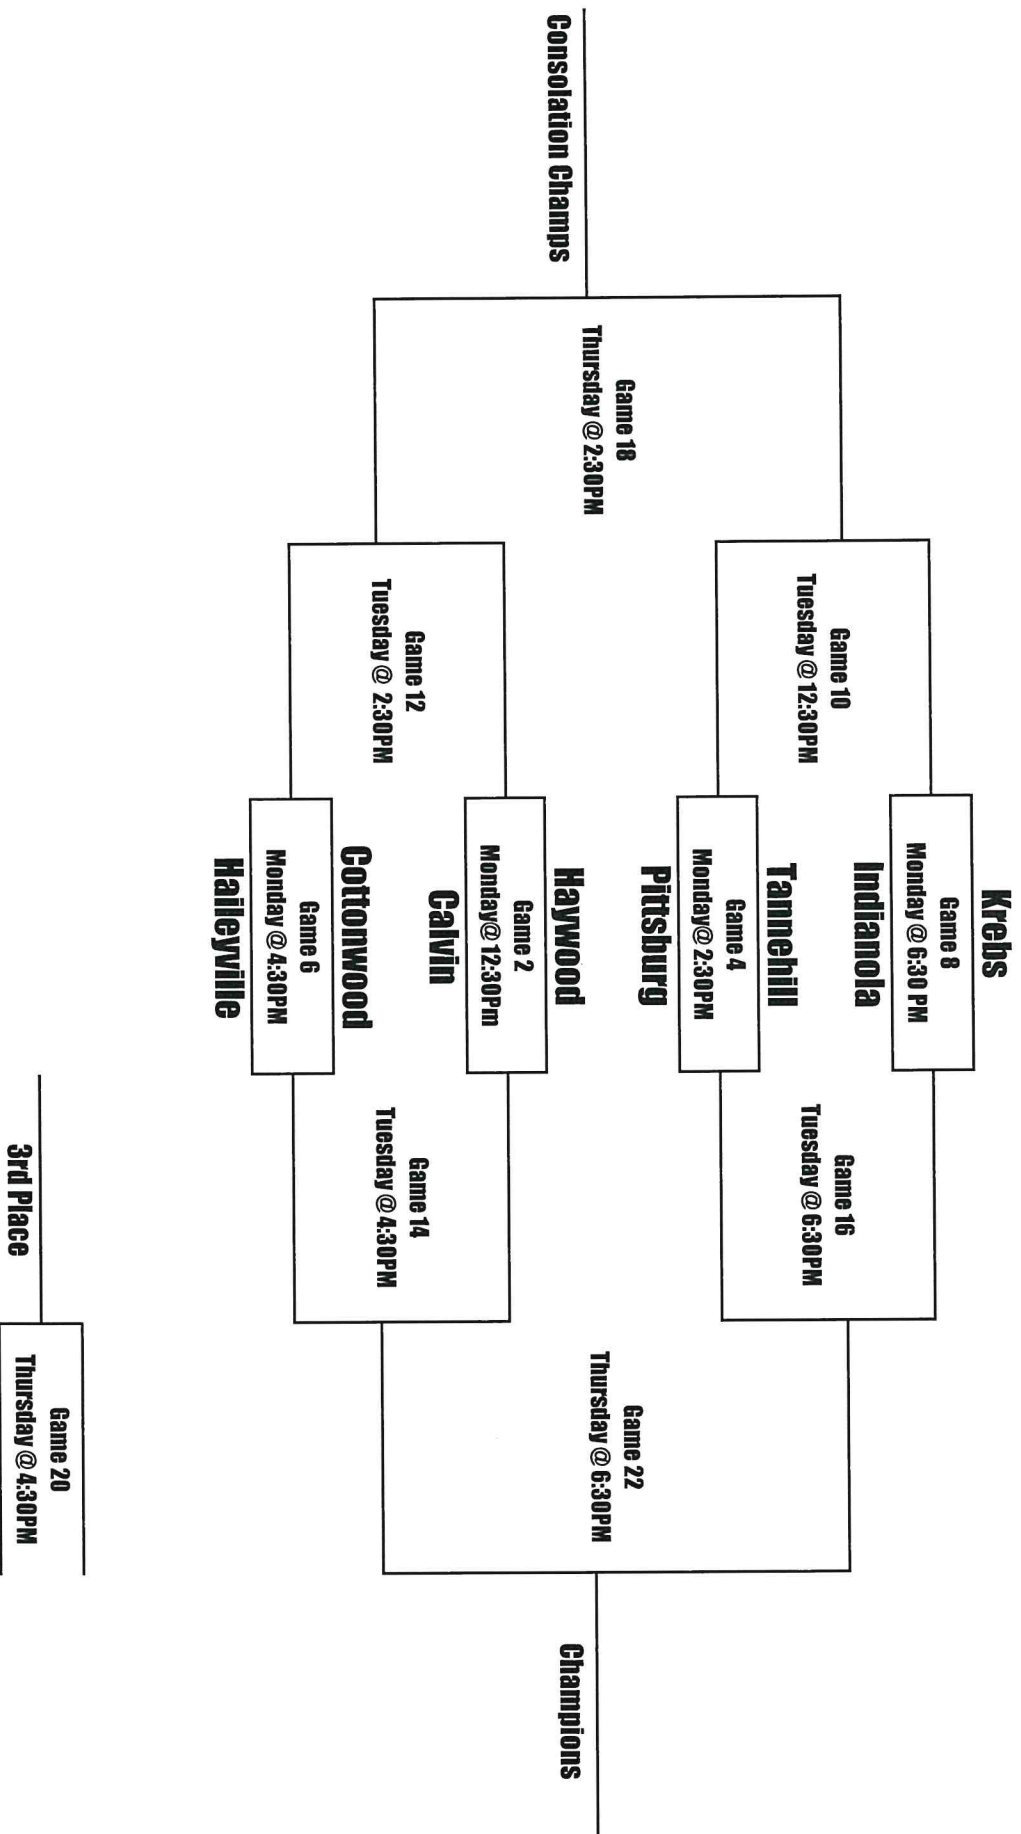 Krebs
Game 8
Monday@ 6:30 PM
Indianola
Game 10
Tuesday @ 12:30PM
Game 16
Tuesday @ 6:30PM
Tannehill
Game 4
Monday@ 2:30PM
Pittsburg
Game 18
Thursday @ 2:30PM
Consolation Champs
Game 22
Thursday @ 6:30PM
Champions
Haywood
Game 2
Monday@ 12:30Pm
Calvin
Game 12
Tuesday @ 2:30PM
Game 14
Tuesday @ 4:30PM
Cottonwood
Game 6
Monday @ 4:30PM
Haileyville
3rd Place
Game 20
Thursday @ 4:30PM